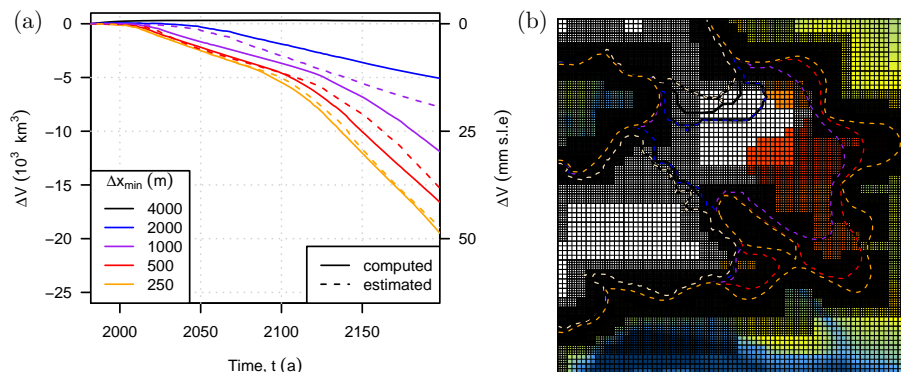 (a)
(b)
0
−5
−10
−15
−20
−25
ΔV (10³ km³)
0
25
50
ΔV (mm s.l.e)
Δxmin (m)
4000
2000
1000
500
250
computed
estimated
2000
2050
2100
2150
Time, t (a)